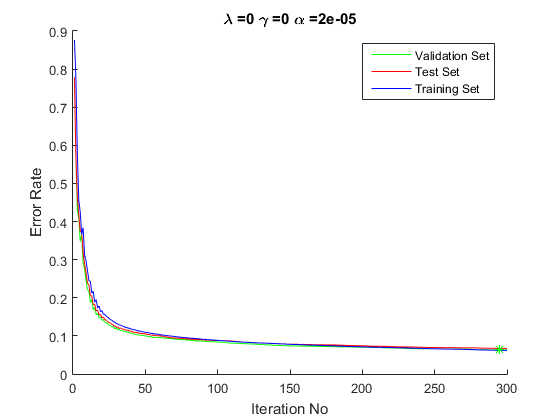 λ =0 γ =0 α =2e-05
Validation Set
Test Set
Training Set
0.9
0.8
0.7
0.6
0.5
0.4
0.3
0.2
0.1
0
Error Rate
0 50 100 150 200 250 300
Iteration No